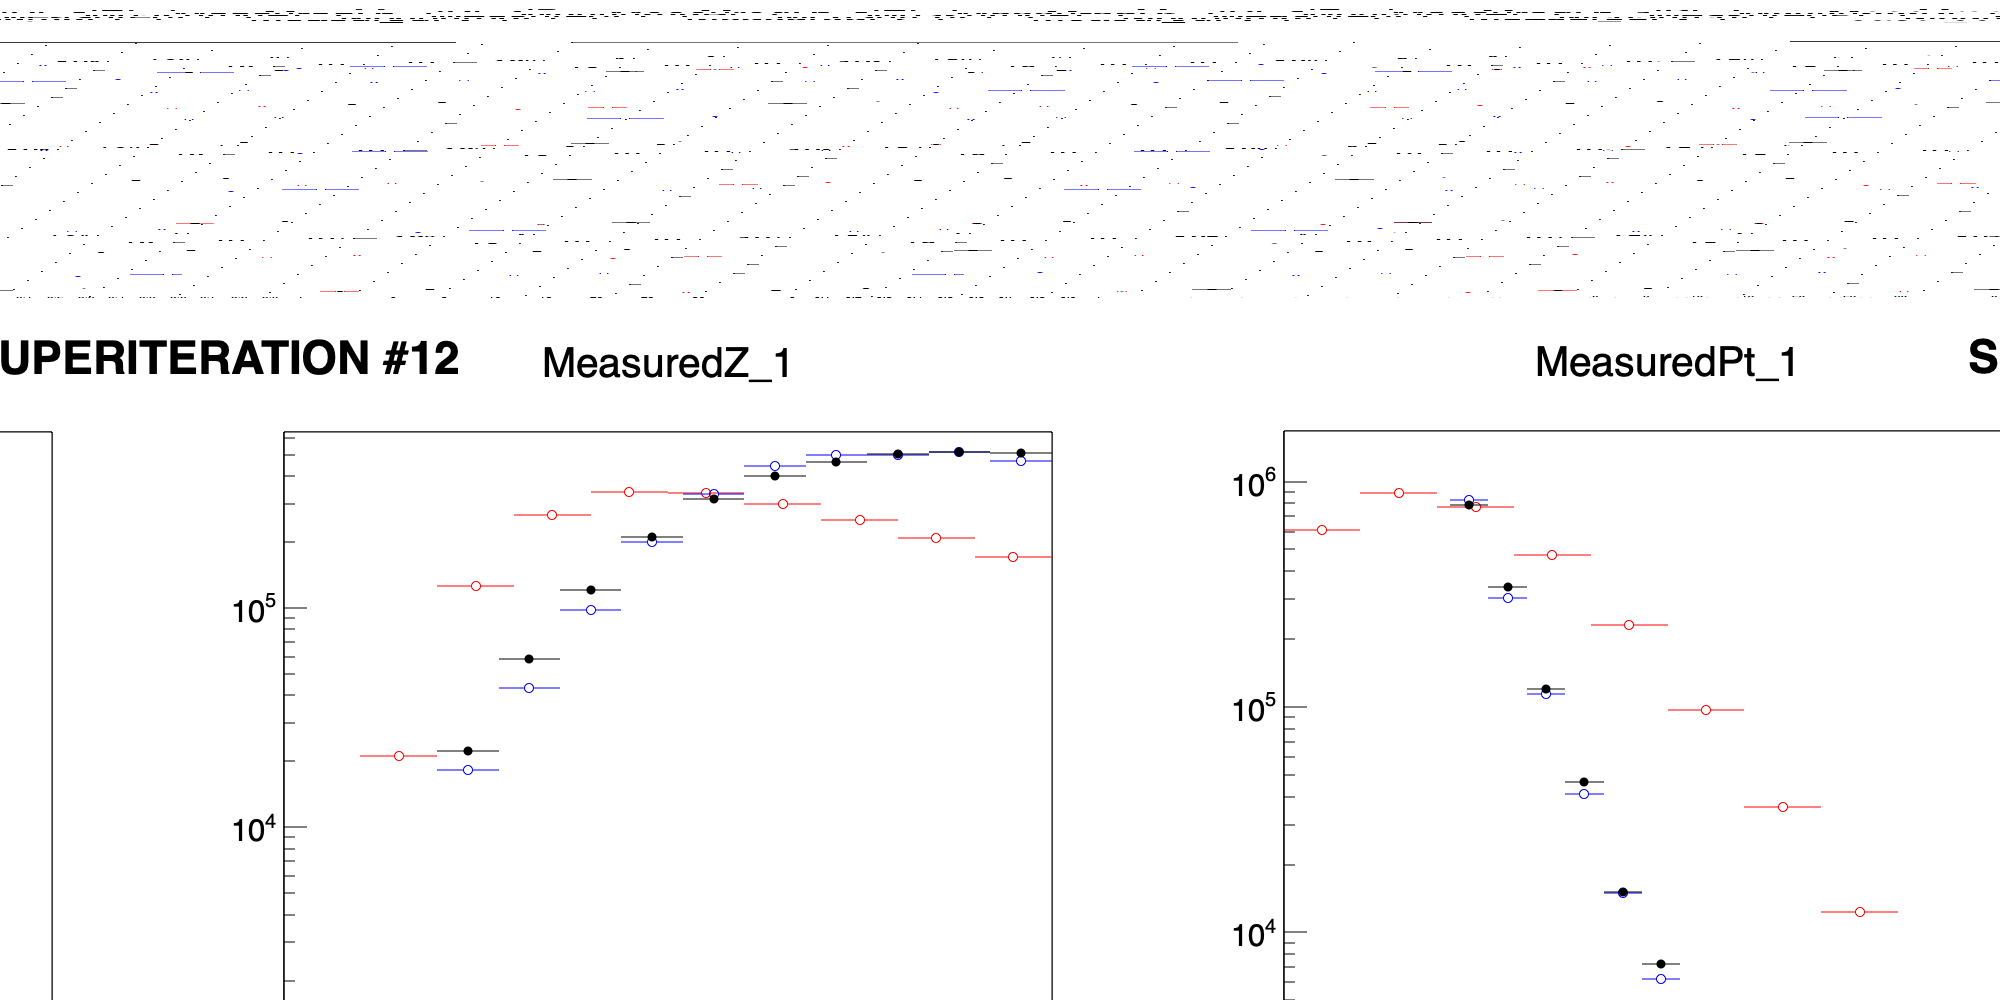 UPERITERATION #12
MeasuredZ_1
MeasuredPt_1
S
10^5
10^4
10^6
10^5
10^4